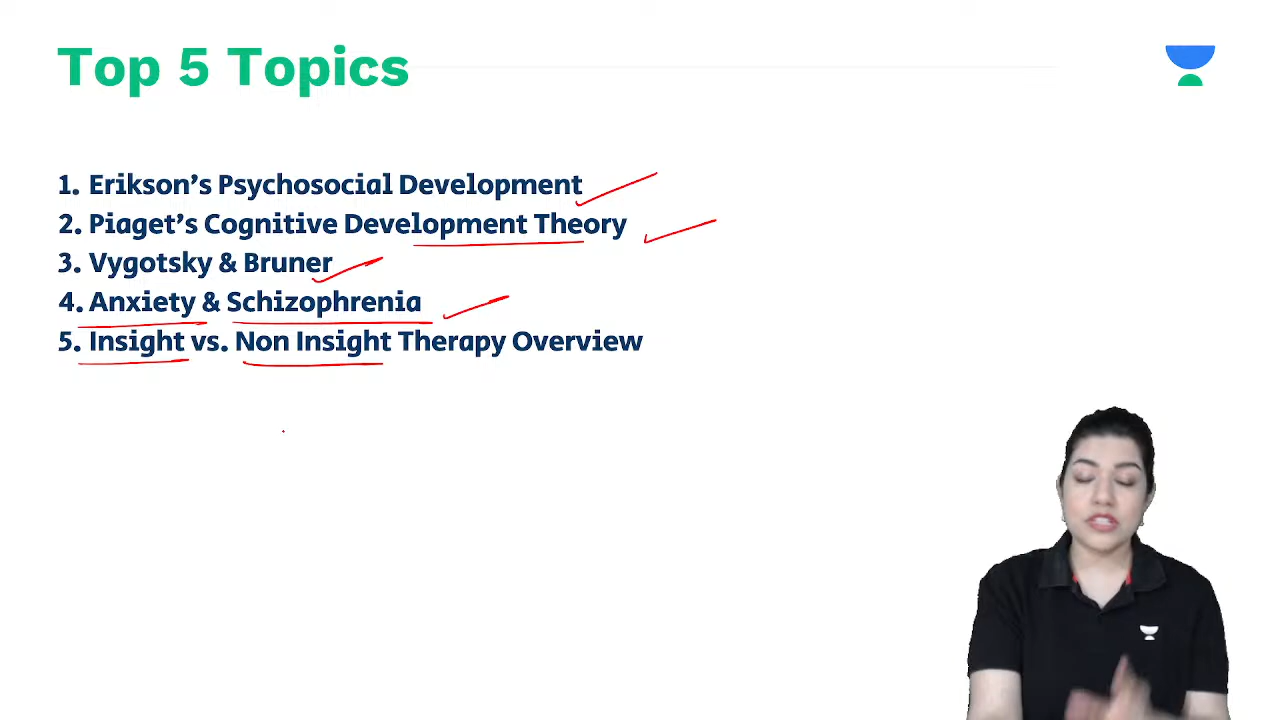 Top 5 Topics
1. Erikson's Psychosocial Development
2. Piaget's Cognitive Development Theory
3. Vygotsky & Bruner
4. Anxiety & Schizophrenia
5. Insight vs. Non Insight Therapy Overview